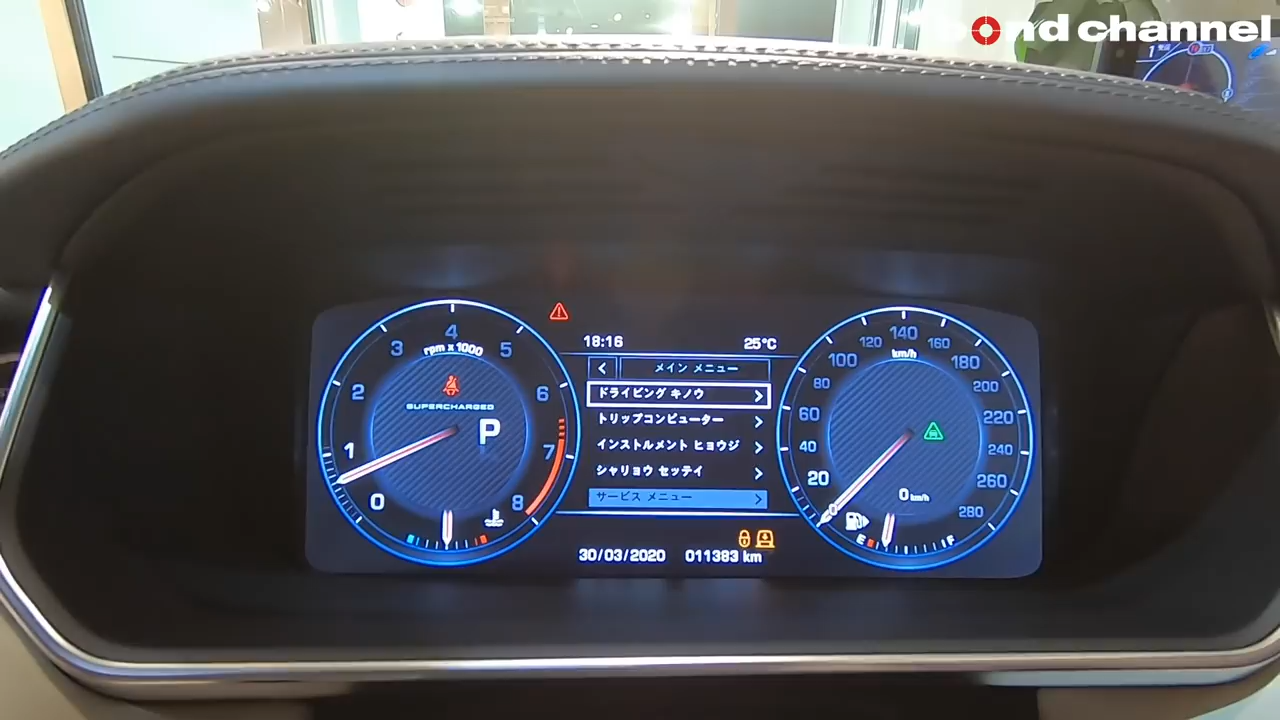 bond channel
18:16
25°C
メイン メニュー
ドライビング キノウ
トリップコンピューター
インストルメント ヒョウジ
シャリョウ セッテイ
サービス メニュー
30/03/2020 011383 km
rpm x 1000
0 1 2 3 4 5 6 7 8
SUPERCHARGED
P
km/h
20 40 60 80 100 120 140 160 180 200 220 240 260 280
0 km/h
E F